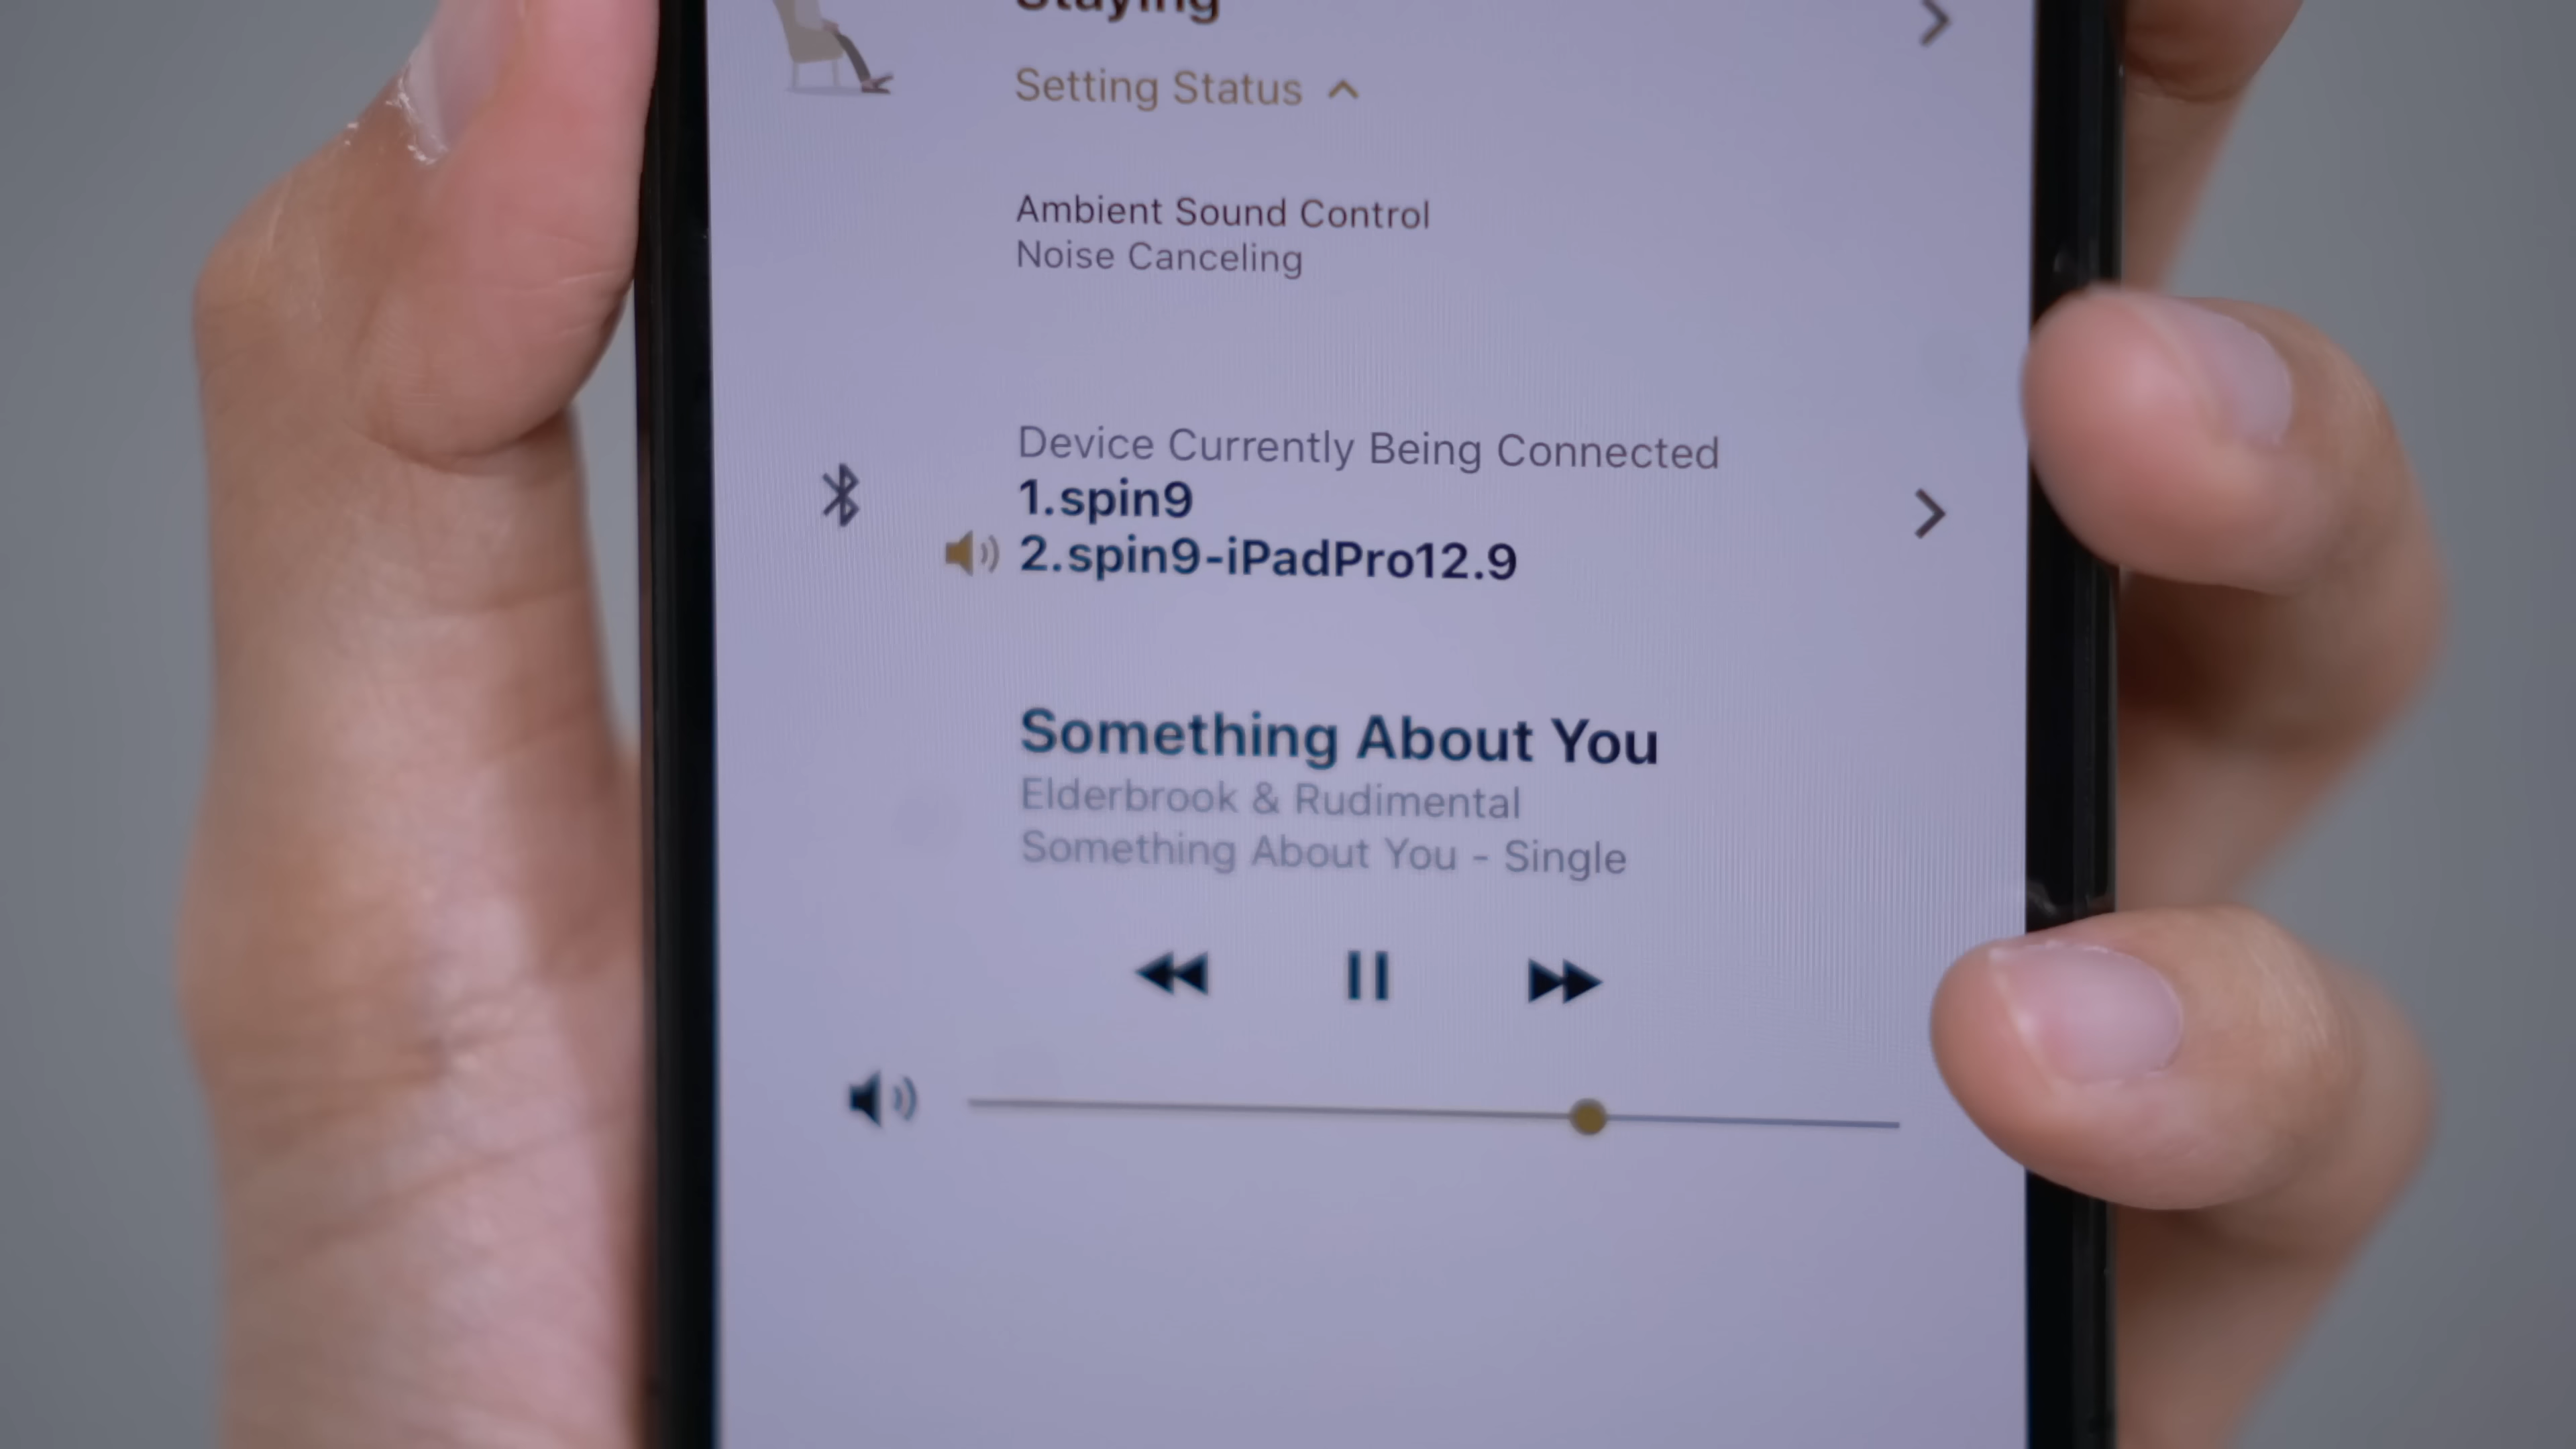 Staying
Setting Status
Ambient Sound Control
Noise Canceling
Device Currently Being Connected
1.spin9
2.spin9-iPadPro12.9
Something About You
Elderbrook & Rudimental
Something About You - Single